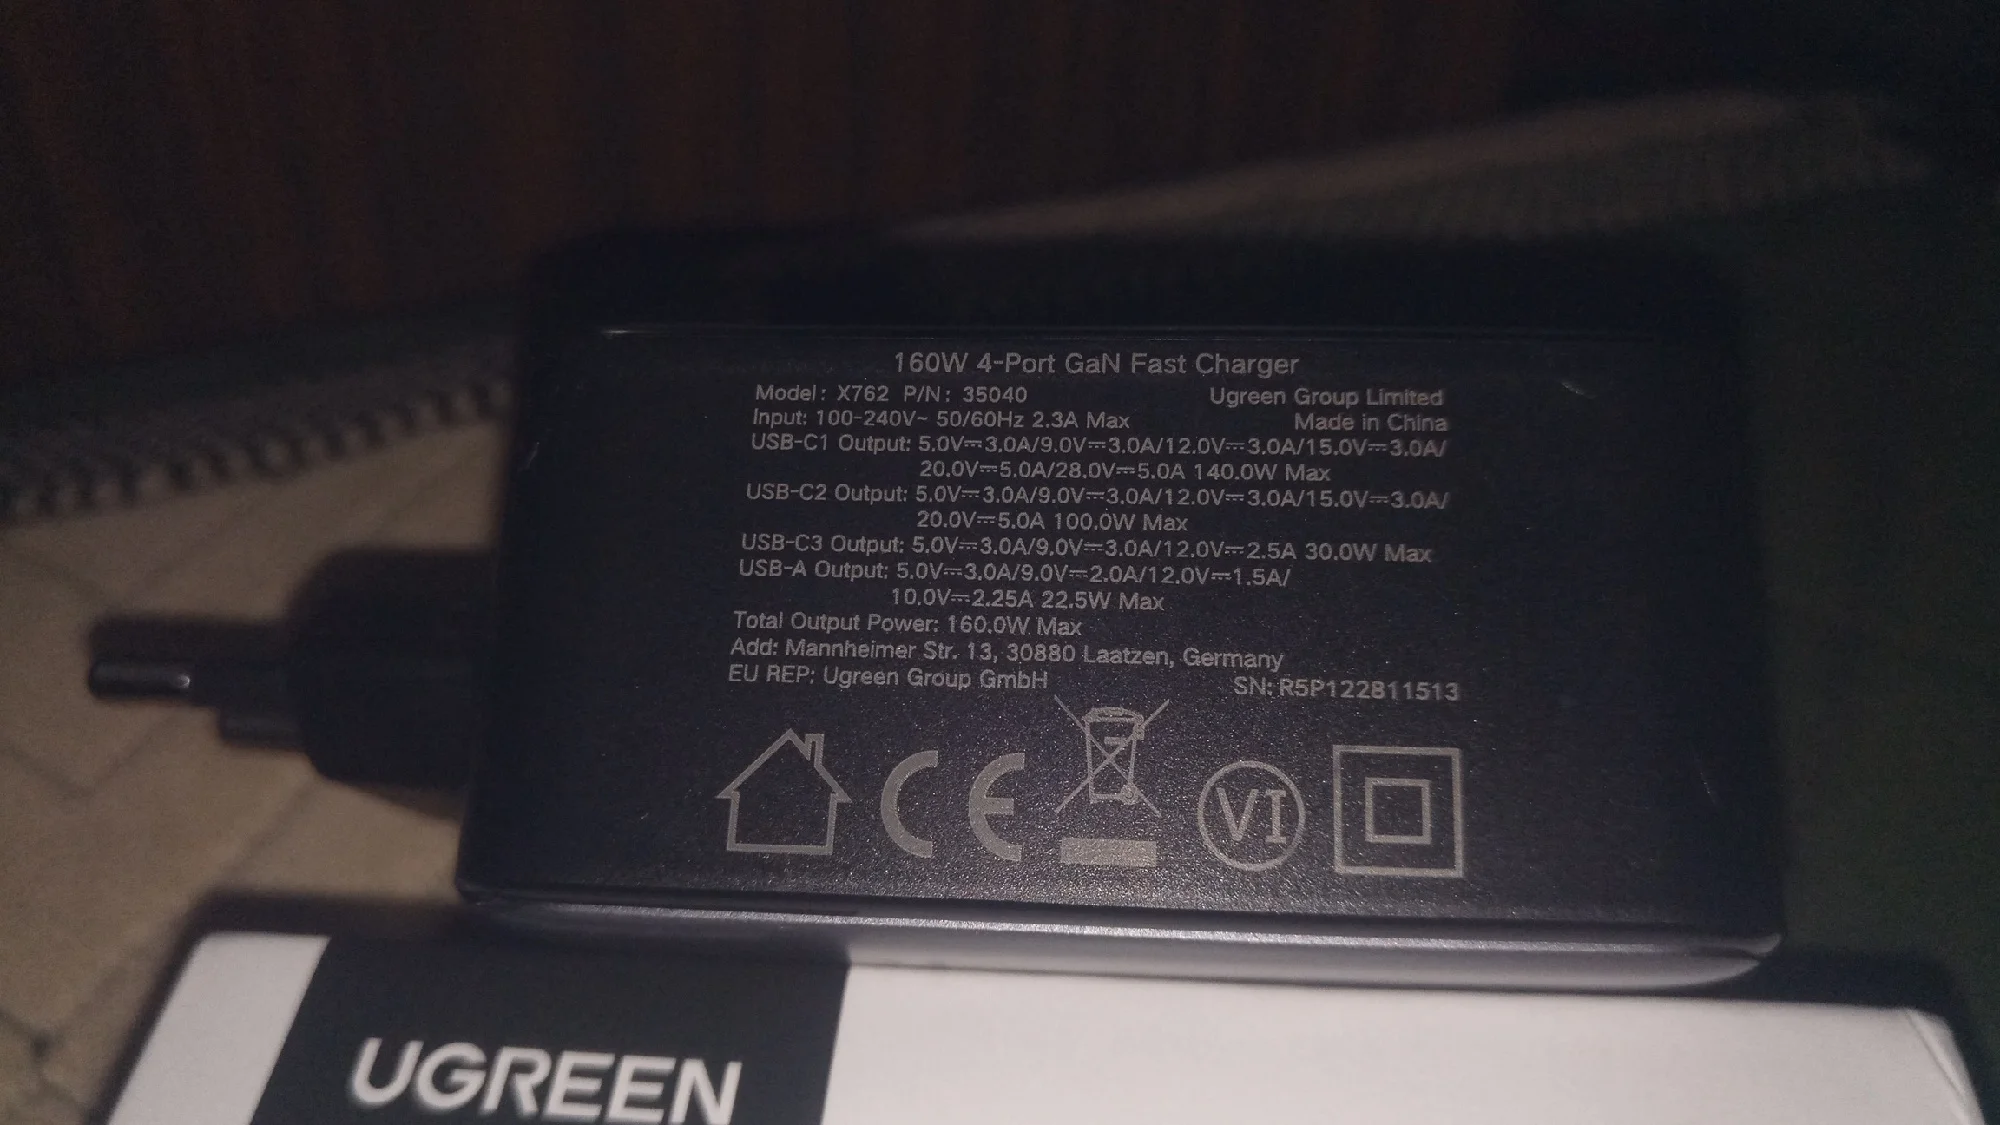 160W 4-Port GaN Fast Charger
Model: X762 P/N: 35040 Ugreen Group Limited
Input: 100-240V~ 50/60Hz 2.3A Max Made in China
USB-C1 Output: 5.0V⎓3.0A/9.0V⎓3.0A/12.0V⎓3.0A/15.0V⎓3.0A/
20.0V⎓5.0A/28.0V⎓5.0A 140.0W Max
USB-C2 Output: 5.0V⎓3.0A/9.0V⎓3.0A/12.0V⎓3.0A/15.0V⎓3.0A/
20.0V⎓5.0A 100.0W Max
USB-C3 Output: 5.0V⎓3.0A/9.0V⎓3.0A/12.0V⎓2.5A 30.0W Max
USB-A Output: 5.0V⎓3.0A/9.0V⎓2.0A/12.0V⎓1.5A/
10.0V⎓2.25A 22.5W Max
Total Output Power: 160.0W Max
Add: Mannheimer Str. 13, 30880 Laatzen, Germany
EU REP: Ugreen Group GmbH SN: R5P122811513
CE VI
UGREEN